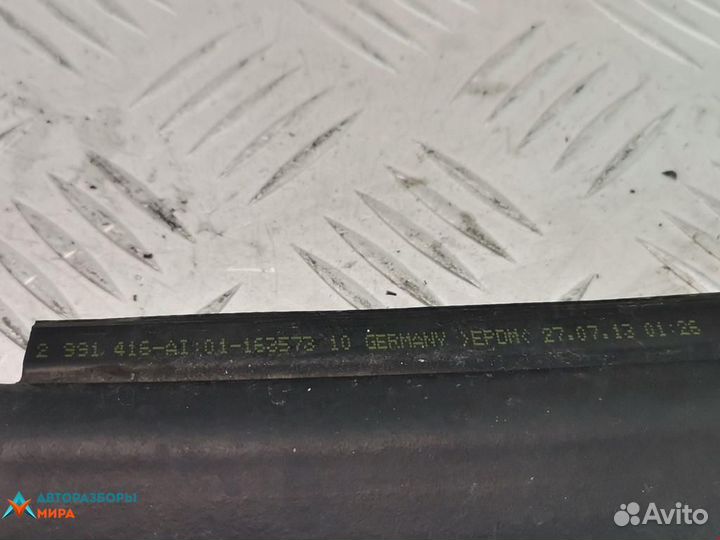 2 991 416-AI:01-163573 10 GERMANY >EPDM< 27.07.13 01:26
АВТОРАЗБОРЫ
МИРА
Avito